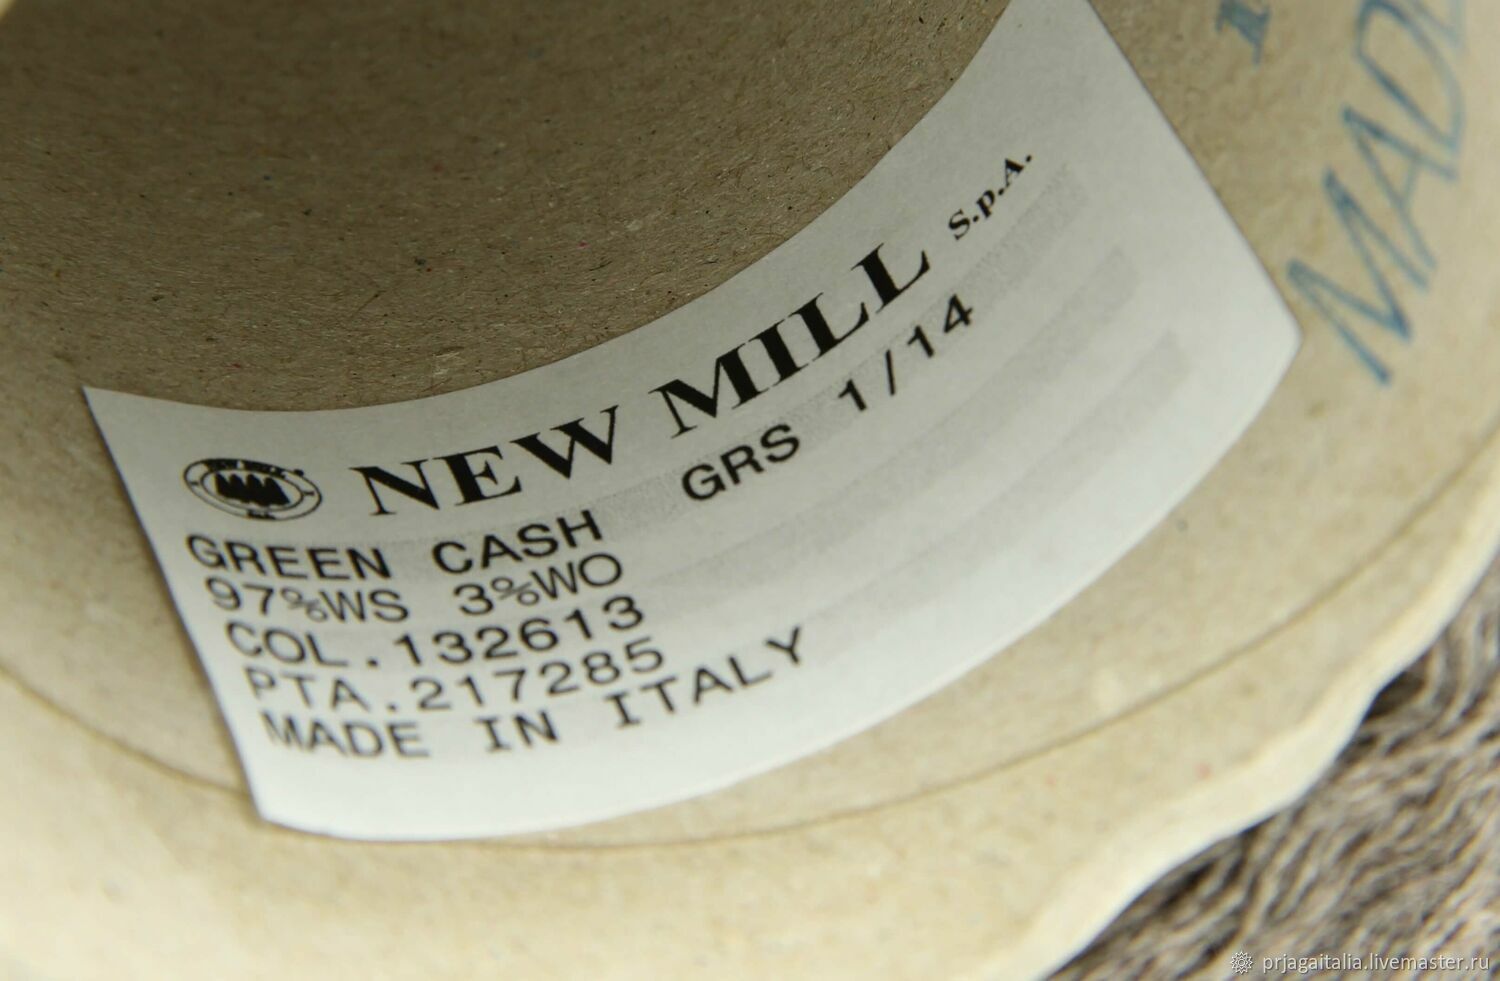 NEW MILL S.p.A.
GREEN CASH GRS 1/14
97%WS 3%WO
COL.132613
PTA.217285
MADE IN ITALY
MADE
prjagaitalia.livemaster.ru